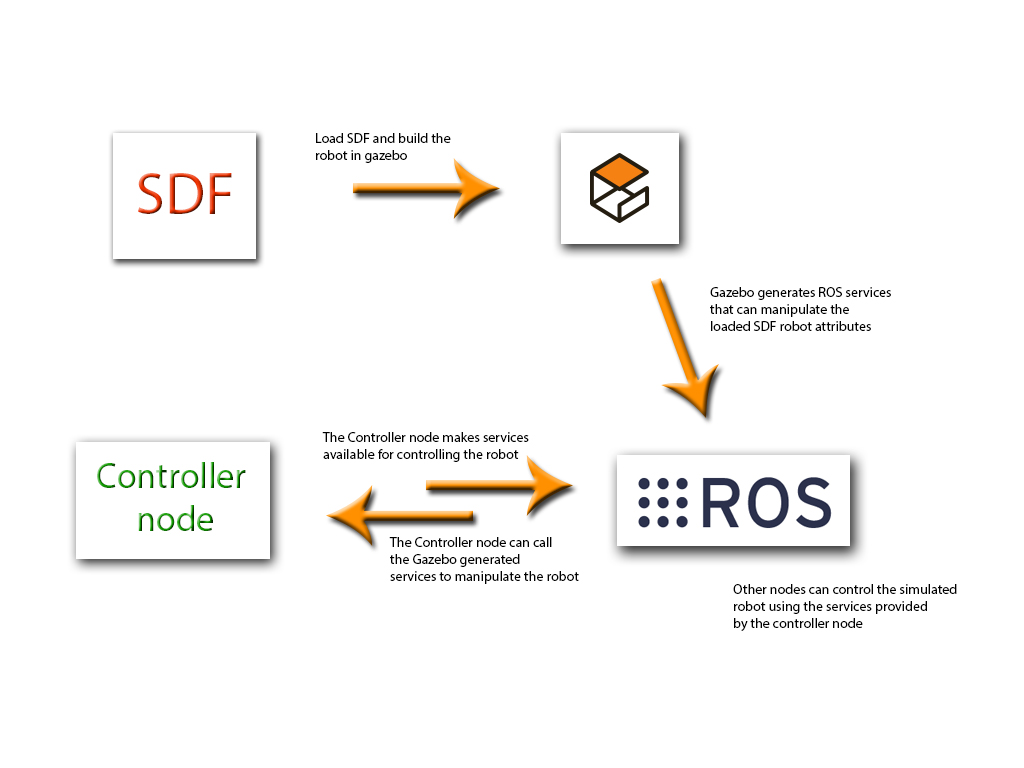 SDF
Load SDF and build the
robot in gazebo
Gazebo generates ROS services
that can manipulate the
loaded SDF robot attributes
Controller
node
The Controller node makes services
available for controlling the robot
The Controller node can call
the Gazebo generated
services to manipulate the robot
ROS
Other nodes can control the simulated
robot using the services provided
by the controller node